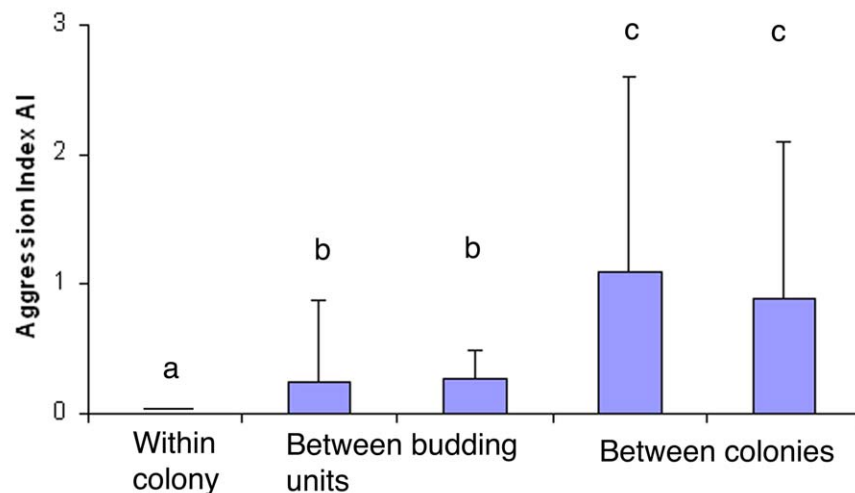 Aggression Index AI
3
2
1
0
a
b
b
c
c
Within
colony
Between budding
units
Between colonies